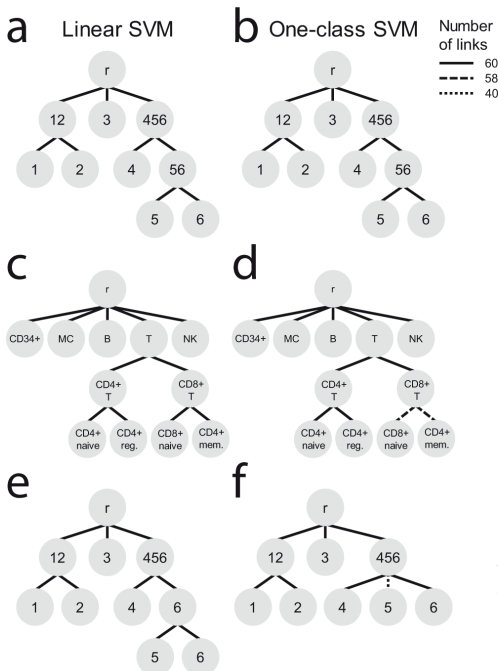 a Linear SVM
b One-class SVM
Number
of links
60
58
40
r
12 3 456
1 2 4 56
5 6
r
12 3 456
1 2 4 56
5 6
c
r
CD34+ MC B T NK
CD4+
T
CD8+
T
CD4+
naive
CD4+
reg.
CD8+
naive
CD4+
mem.
d
r
CD34+ MC B T NK
CD4+
T
CD8+
T
CD4+
naive
CD4+
reg.
CD8+
naive
CD4+
mem.
e
r
12 3 456
1 2 4 6
5 6
f
r
12 3 456
1 2 4 5 6